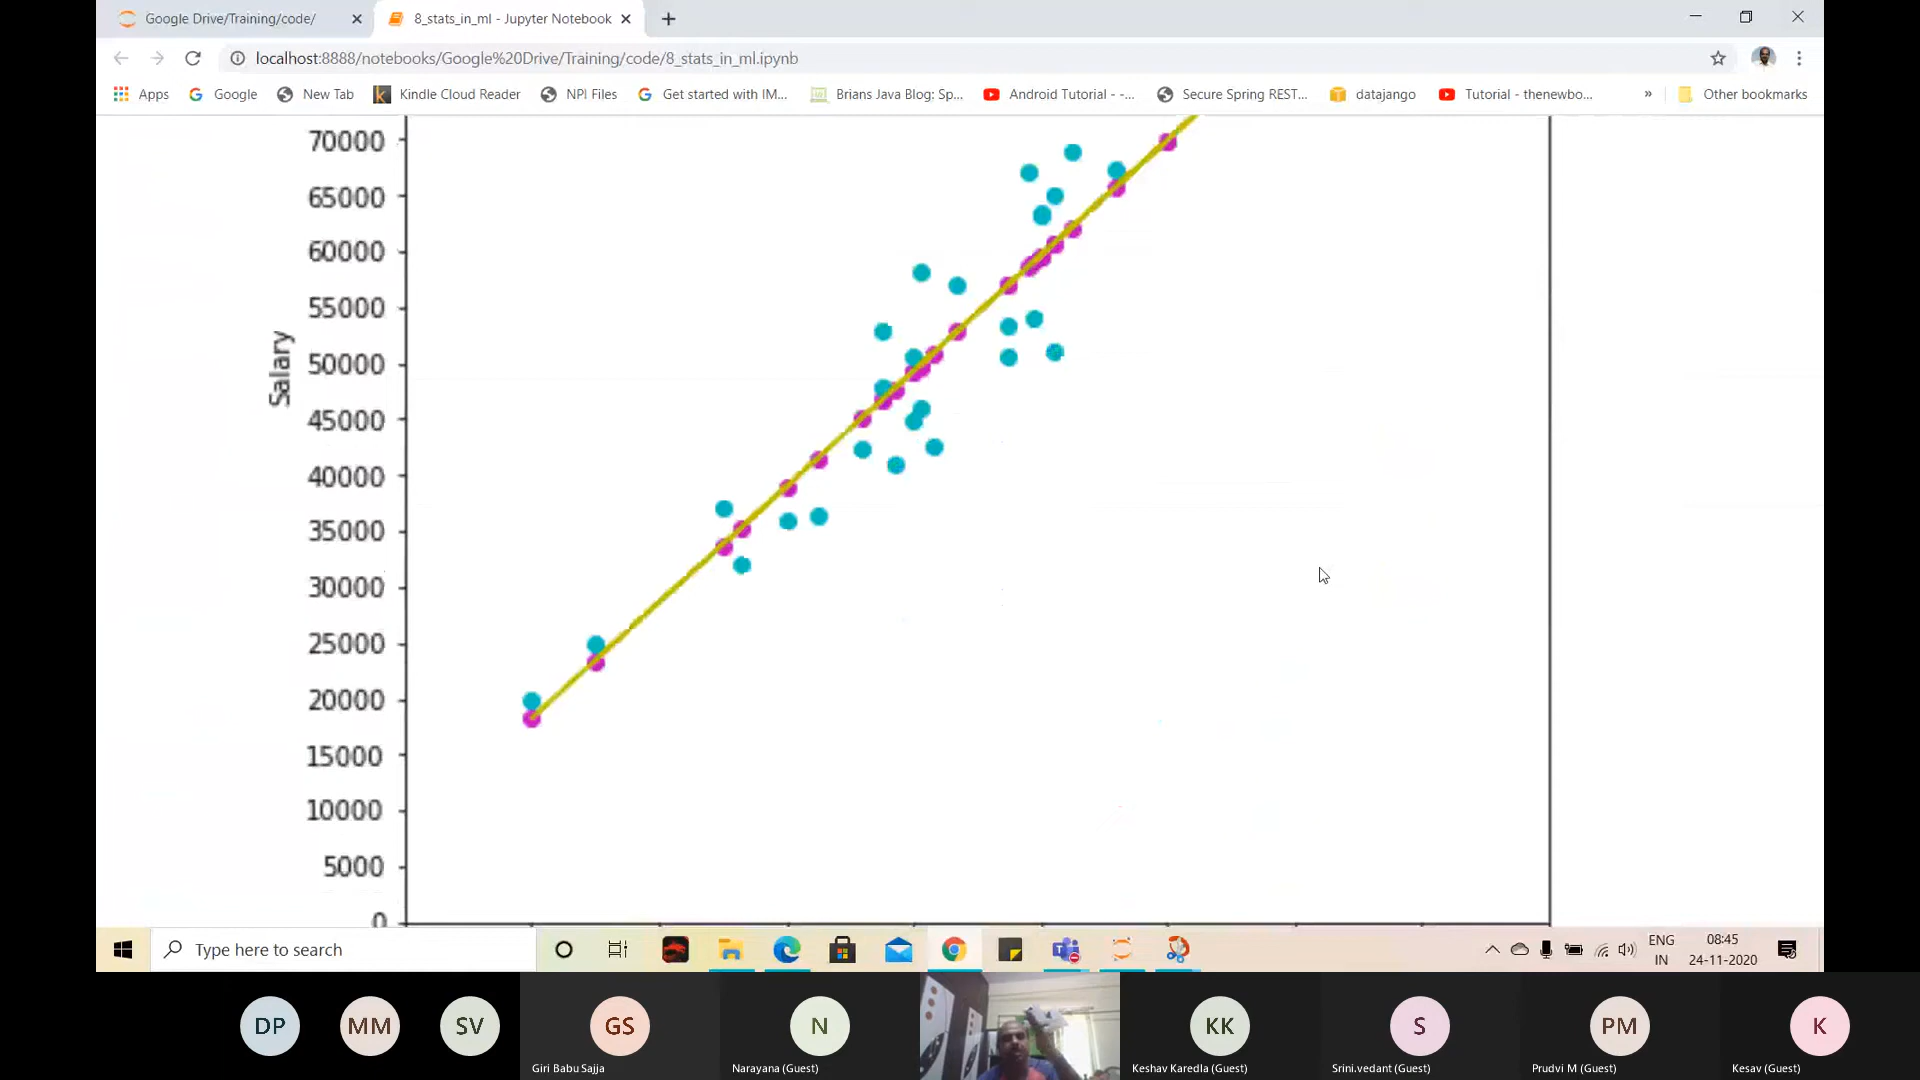 Google Drive/Training/code/
8_stats_in_ml - Jupyter Notebook
localhost:8888/notebooks/Google%20Drive/Training/code/8_stats_in_ml.ipynb
Apps Google New Tab Kindle Cloud Reader NPI Files Get started with IM... Brians Java Blog: Sp... Android Tutorial - -... Secure Spring REST... datajango Tutorial - thenewbo... » Other bookmarks
70000
65000
60000
55000
50000
45000
40000
35000
30000
25000
20000
15000
10000
5000
0
Salary
Type here to search
ENG
IN
08:45
24-11-2020
DP MM SV GS N KK S PM K
Giri Babu Sajja Narayana (Guest) Keshav Karedla (Guest) Srini.vedant (Guest) Prudvi M (Guest) Kesav (Guest)